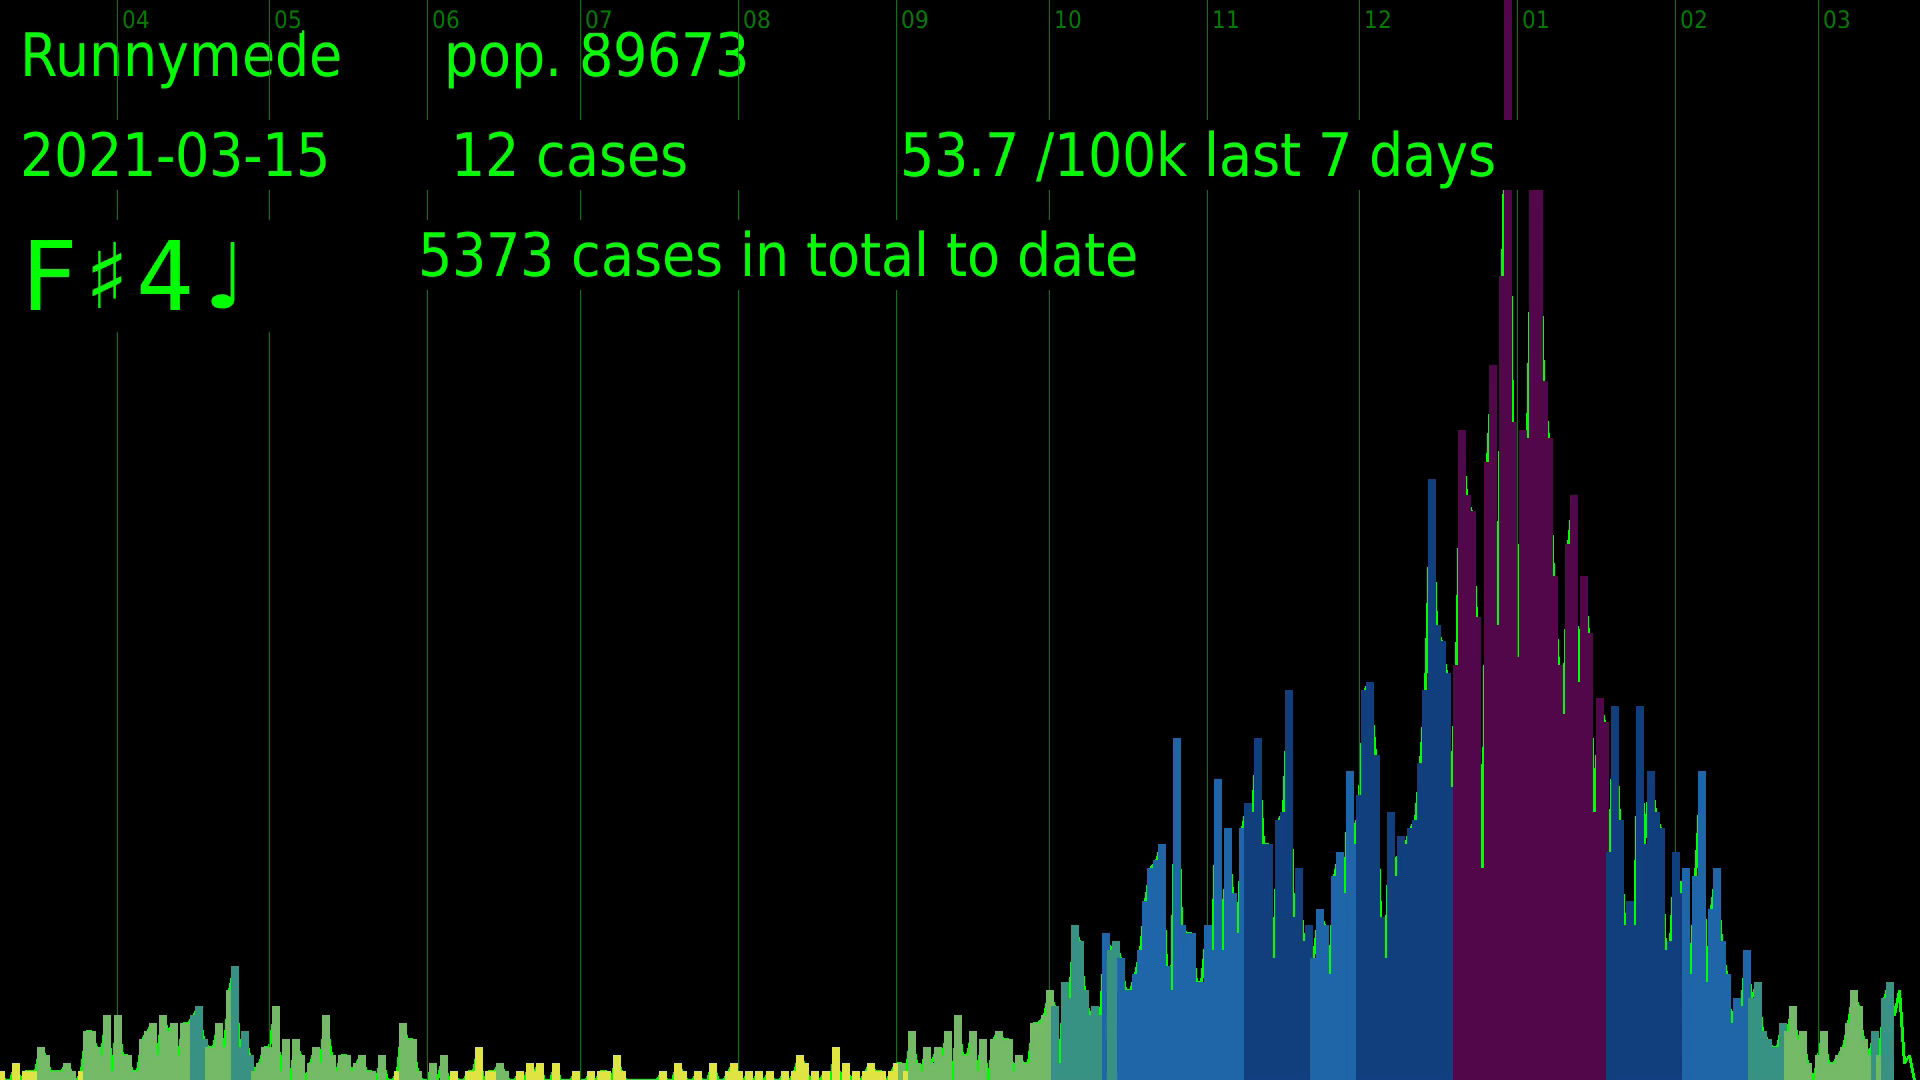 04 05 06 07 08 09 10 11 12 01 02 03
Runnymede pop. 89673
2021-03-15 12 cases 53.7 /100k last 7 days
F♯4♩ 5373 cases in total to date